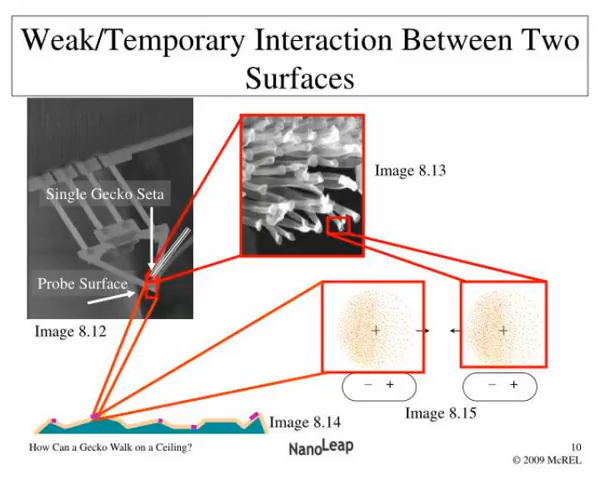 Weak/Temporary Interaction Between Two
Surfaces
Image 8.13
Single Gecko Seta
Probe Surface
Image 8.12
+
+
− +
− +
Image 8.14
Image 8.15
How Can a Gecko Walk on a Ceiling?
NanoLeap
10
© 2009 McREL